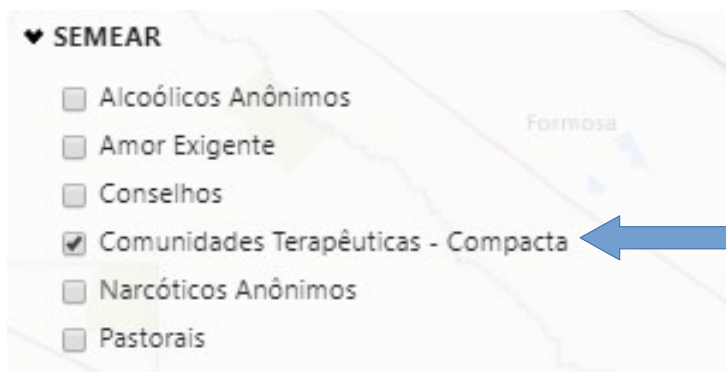 SEMEAR
Alcoólicos Anônimos
Formosa
Amor Exigente
Conselhos
Comunidades Terapêuticas - Compacta
Narcóticos Anônimos
Pastorais